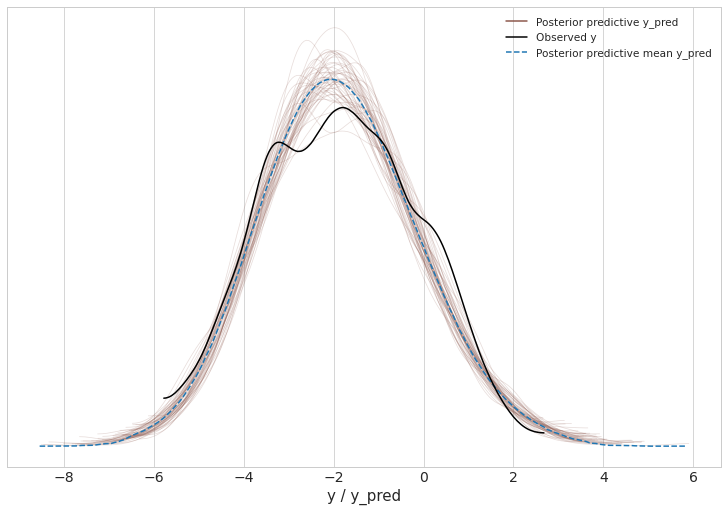 Posterior predictive y_pred
Observed y
Posterior predictive mean y_pred
−8 −6 −4 −2 0 2 4 6
y / y_pred